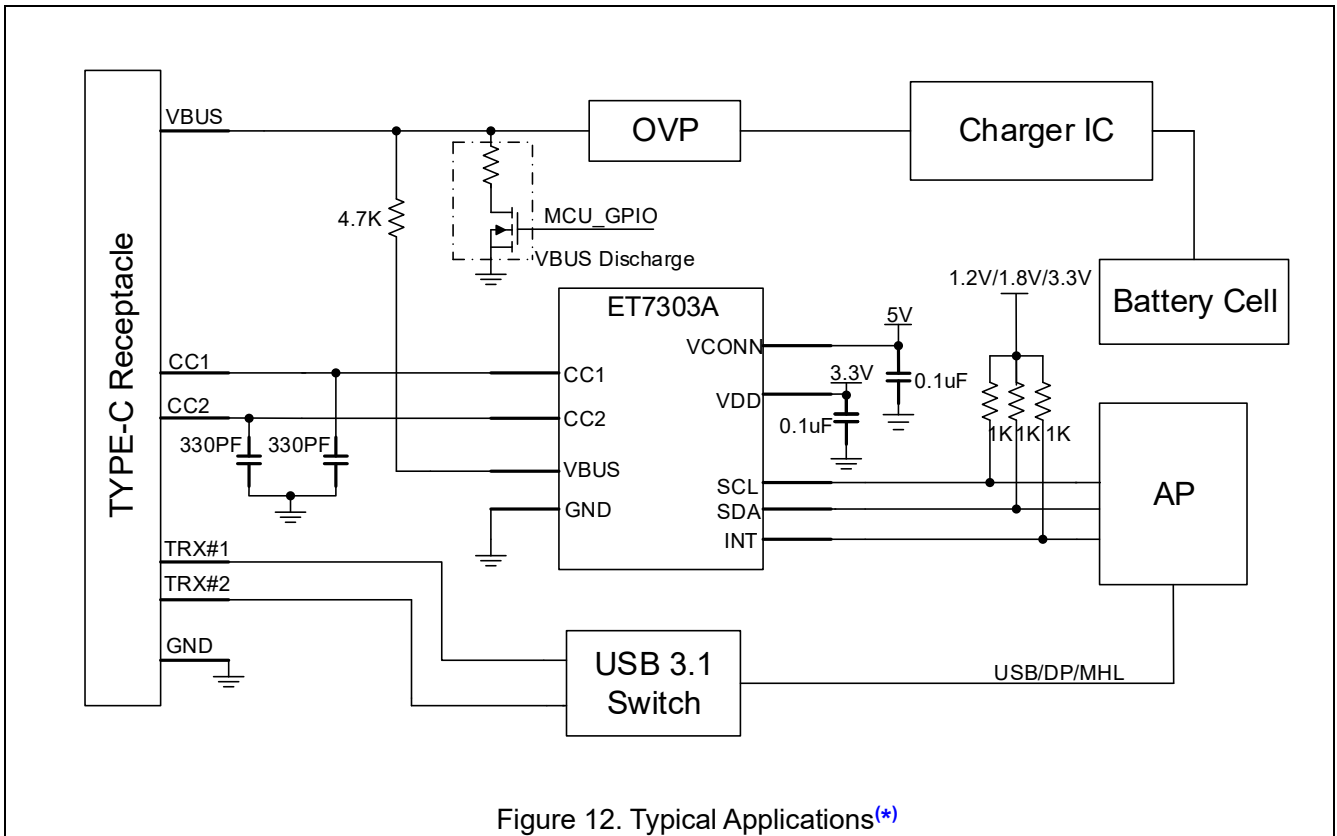 VBUS
OVP
Charger IC
4.7K
MCU_GPIO
VBUS Discharge
TYPE-C Receptacle
1.2V/1.8V/3.3V
Battery Cell
ET7303A
VCONN
5V
0.1uF
CC1
CC1
3.3V
VDD
0.1uF
CC2
CC2
330PF 330PF
1K 1K 1K
VBUS
SCL
SDA
INT
AP
GND
TRX#1
TRX#2
GND
USB 3.1
Switch
USB/DP/MHL
Figure 12. Typical Applications(*)